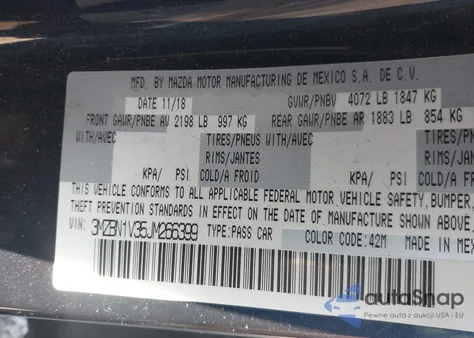 MFD. BY MAZDA MOTOR MANUFACTURING DE MEXICO S.A. DE C.V.
DATE 11/18 GVWR/PNBV 4072 LB 1847 KG
FRONT GAWR/PNBE AV 2198 LB 997 KG REAR GAWR/PNBE AR 1883 LB 854 KG
WITH/AVEC TIRES/PNEUS WITH/AVEC TIRES/PNEUS
RIMS/JANTES RIMS/JANTES
KPA/ PSI COLD/A FROID KPA/ PSI COLD/A FROID
THIS VEHICLE CONFORMS TO ALL APPLICABLE FEDERAL MOTOR VEHICLE SAFETY, BUMPER,
THEFT PREVENTION STANDARDS IN EFFECT ON THE DATE OF MANUFACTURE SHOWN ABOVE.
VIN: 3MZBN1V35JM266399 TYPE:PASS CAR COLOR CODE:42M MADE IN MEX
autoSnap
Pewne auta z USA i